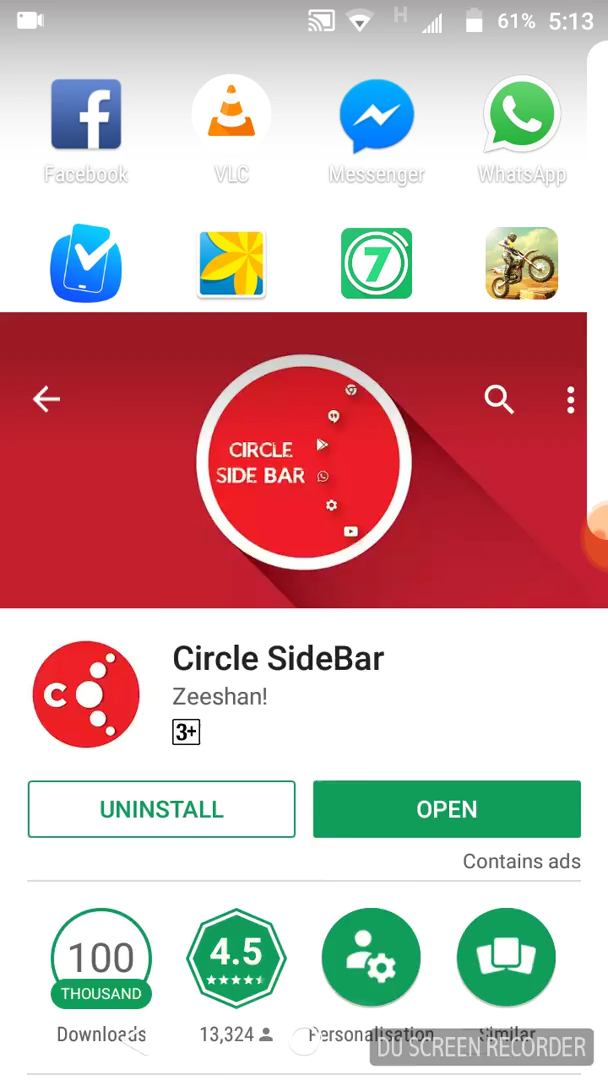 H 61% 5:13
Facebook VLC Messenger WhatsApp
7
CIRCLE
SIDE BAR
Circle SideBar
C
Zeeshan!
3+
UNINSTALL OPEN
Contains ads
100 4.5
THOUSAND
Downloads 13,324 Personalisation Similar
DU SCREEN RECORDER